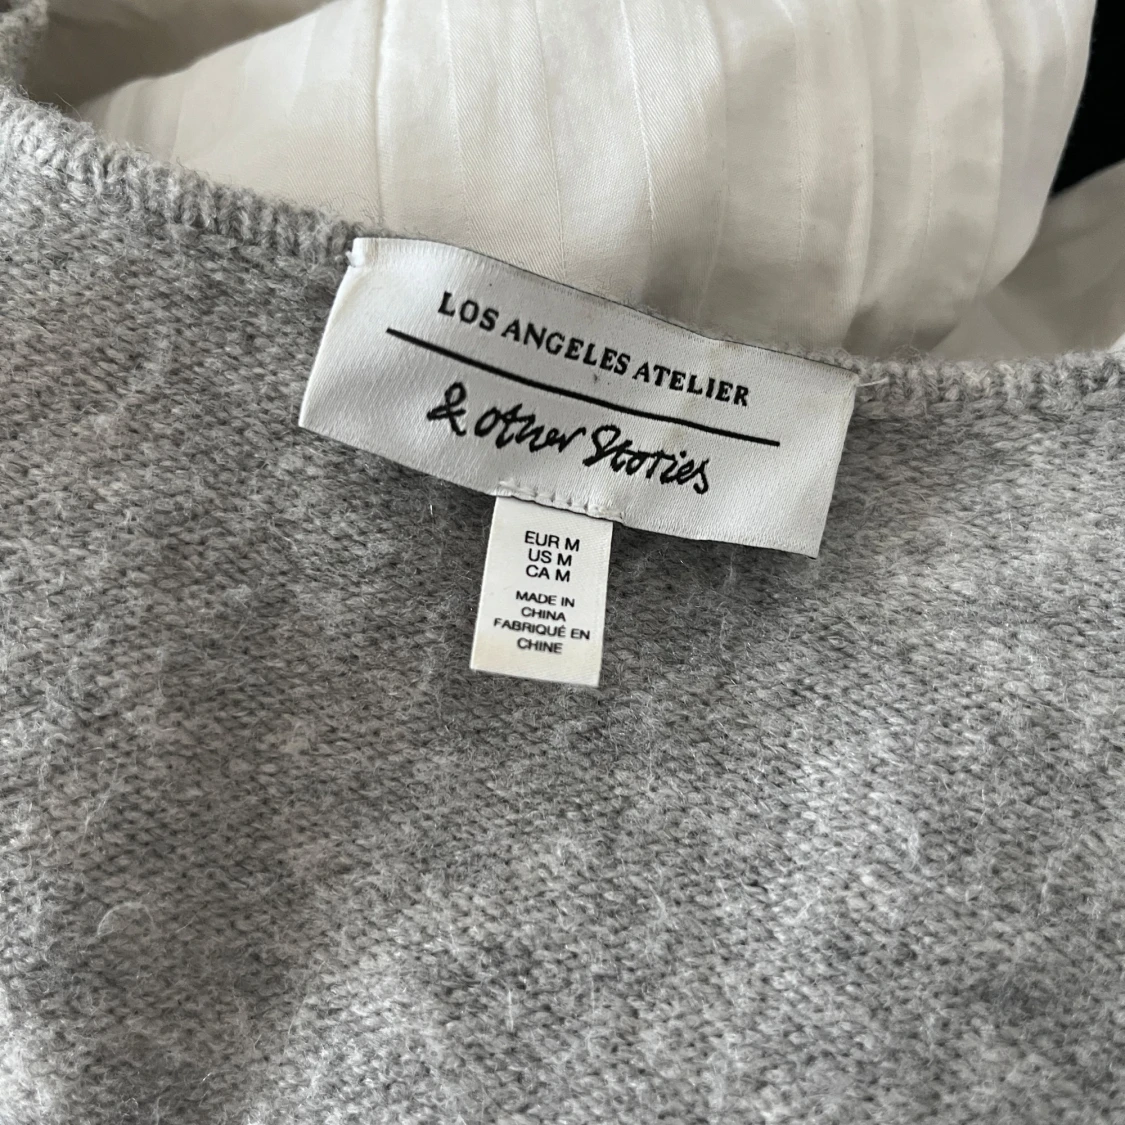 LOS ANGELES ATELIER
& other Stories
EUR M
US M
CA M
MADE IN
CHINA
FABRIQUÉ EN
CHINE